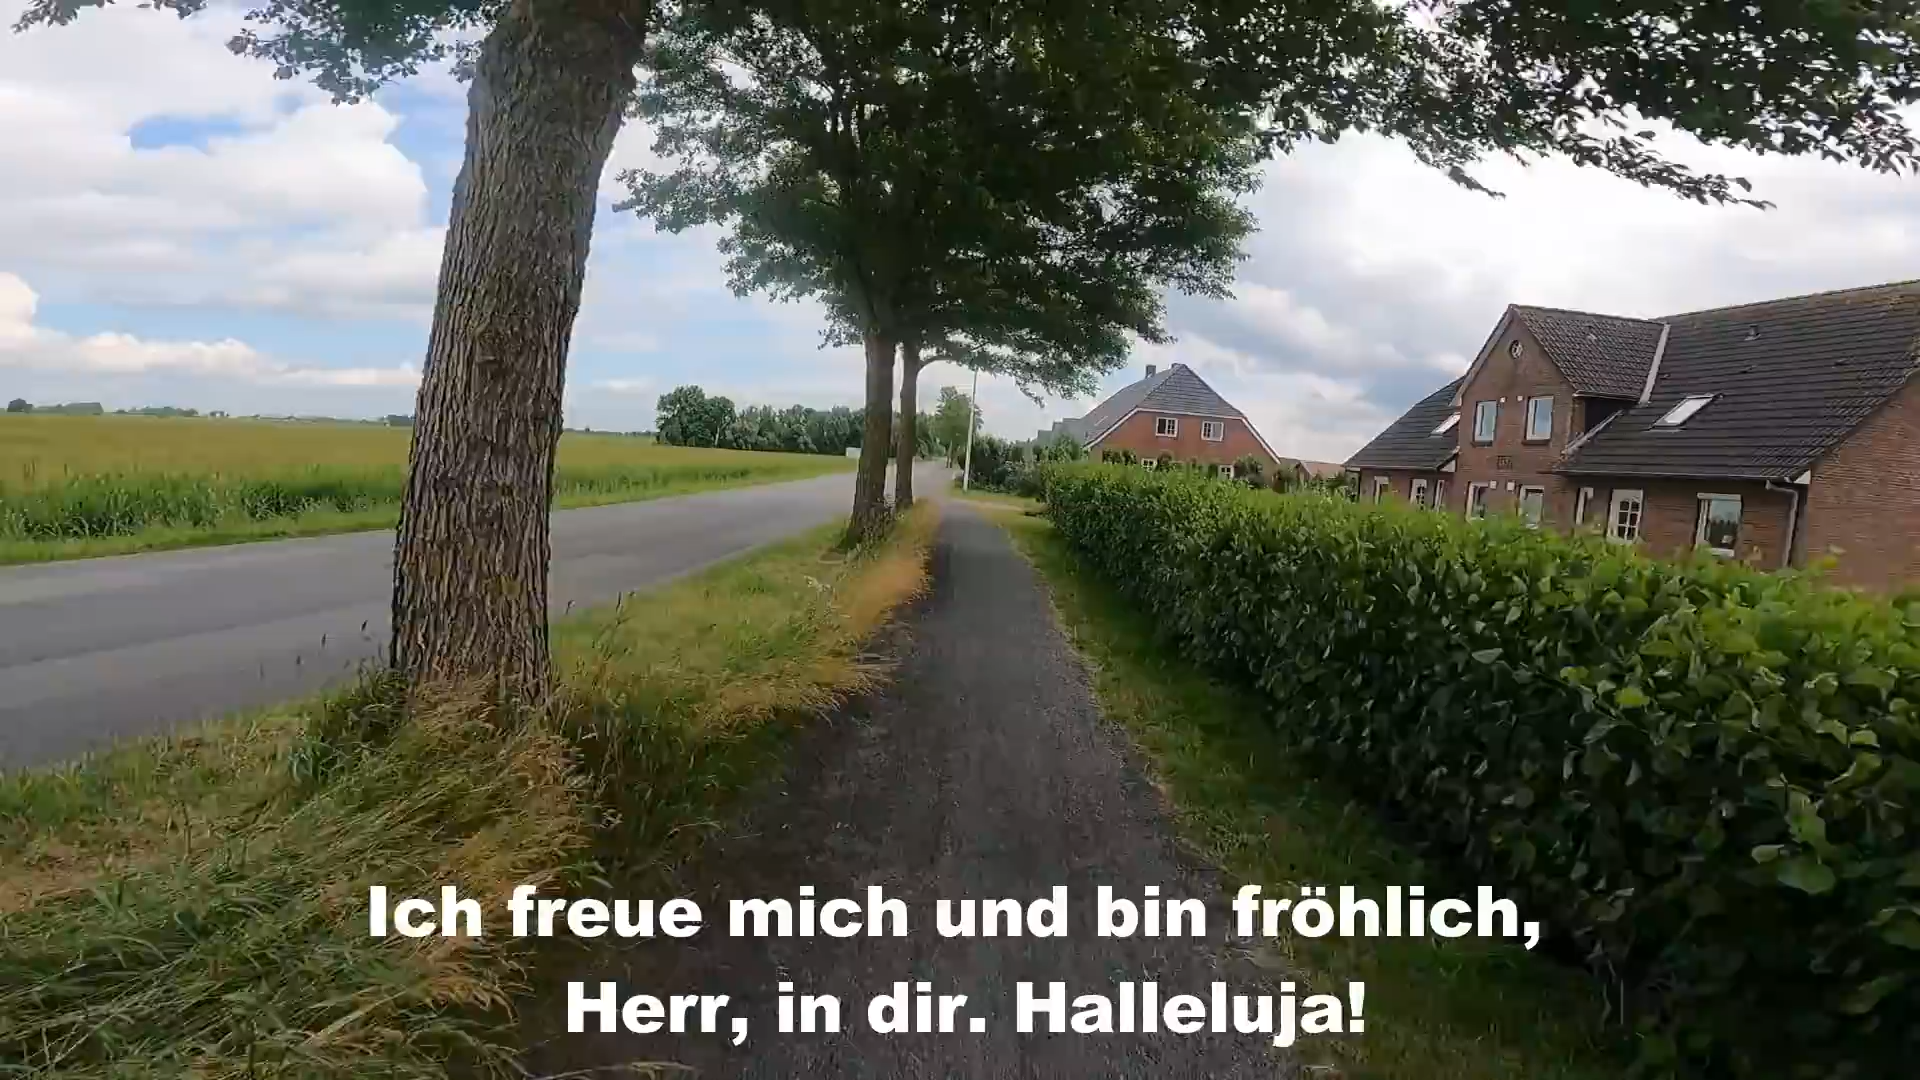 Ich freue mich und bin fröhlich,
Herr, in dir. Halleluja!